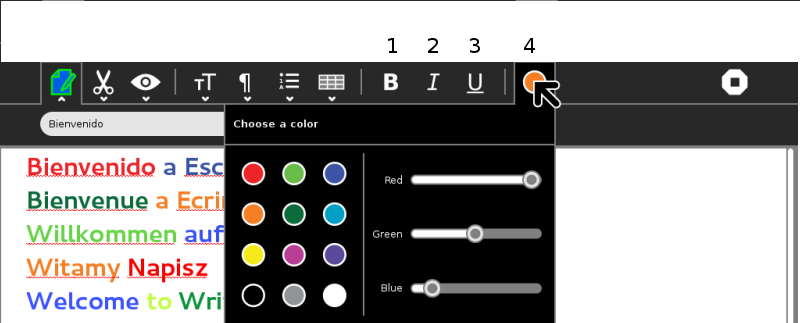 1 2 3 4
B I U
Bienvenido
Choose a color
Bienvenido a Esc
Bienvenue a Ecri
Willkommen auf
Witamy Napisz
Welcome to Wri
Red
Green
Blue